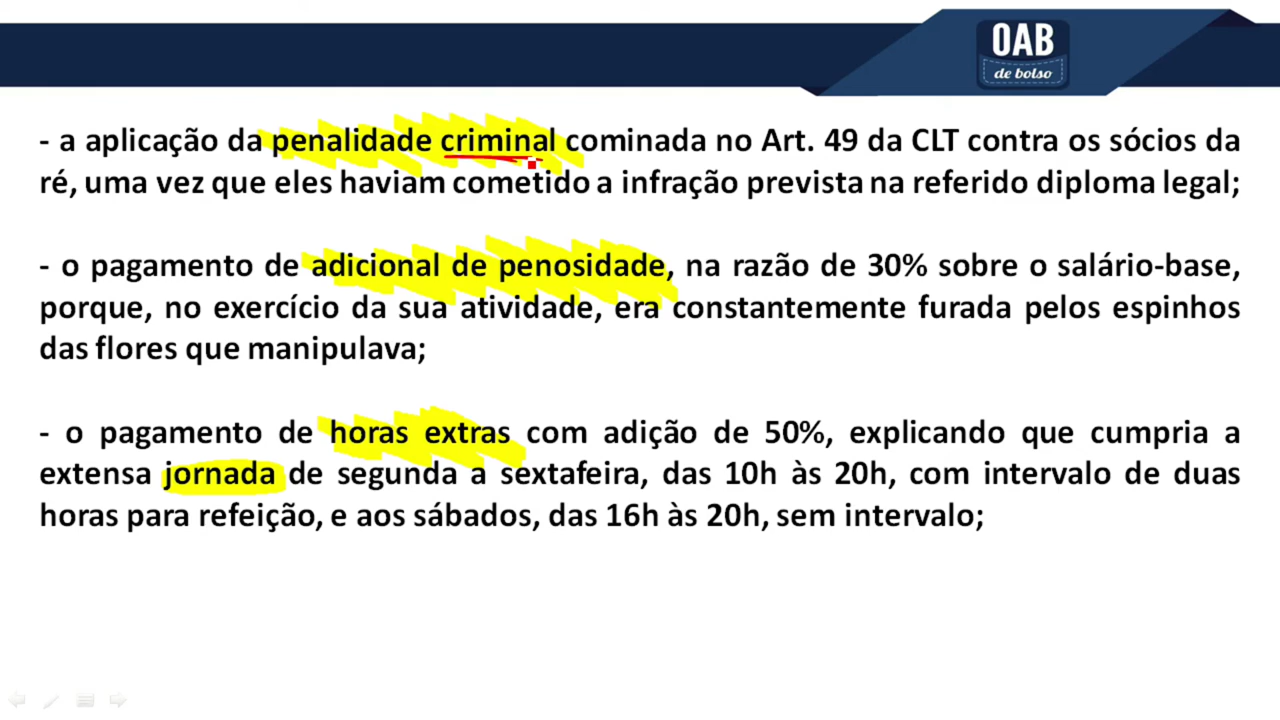 OAB
de bolso
- a aplicação da penalidade criminal cominada no Art. 49 da CLT contra os sócios da
ré, uma vez que eles haviam cometido a infração prevista na referido diploma legal;
- o pagamento de adicional de penosidade, na razão de 30% sobre o salário-base,
porque, no exercício da sua atividade, era constantemente furada pelos espinhos
das flores que manipulava;
- o pagamento de horas extras com adição de 50%, explicando que cumpria a
extensa jornada de segunda a sextafeira, das 10h às 20h, com intervalo de duas
horas para refeição, e aos sábados, das 16h às 20h, sem intervalo;